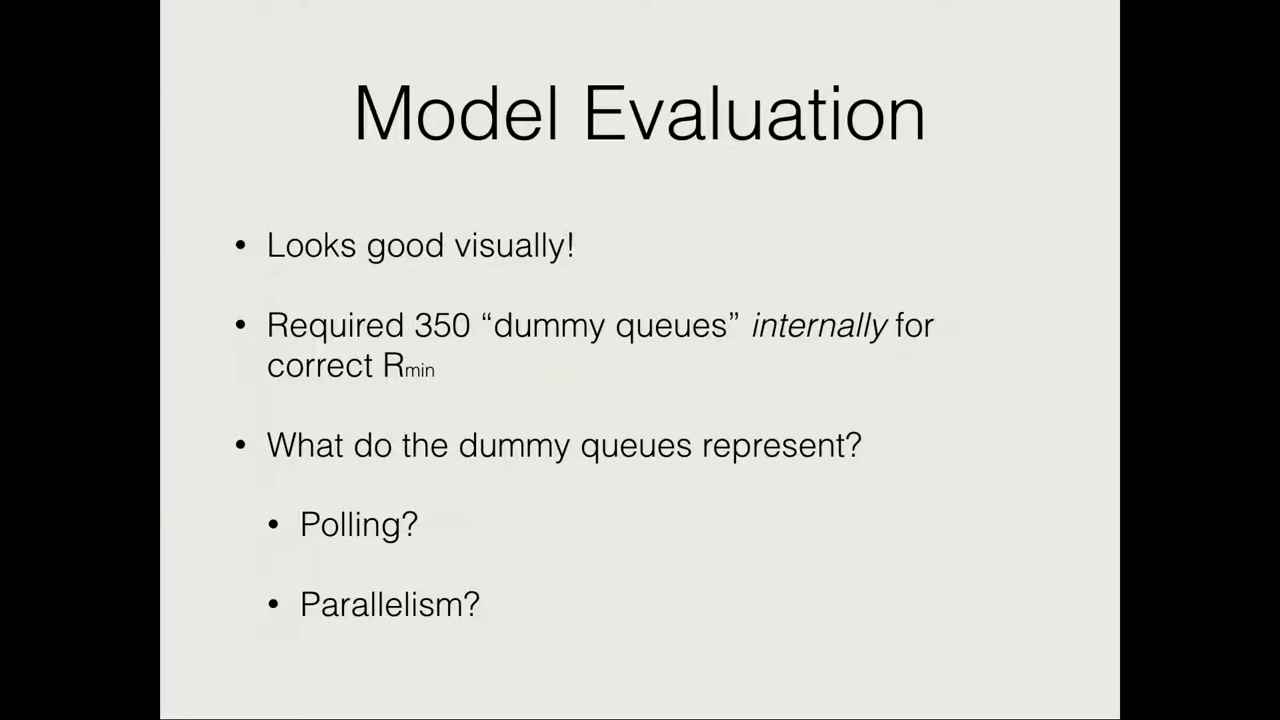 Model Evaluation
• Looks good visually!
• Required 350 “dummy queues” internally for
correct Rmin
• What do the dummy queues represent?
• Polling?
• Parallelism?